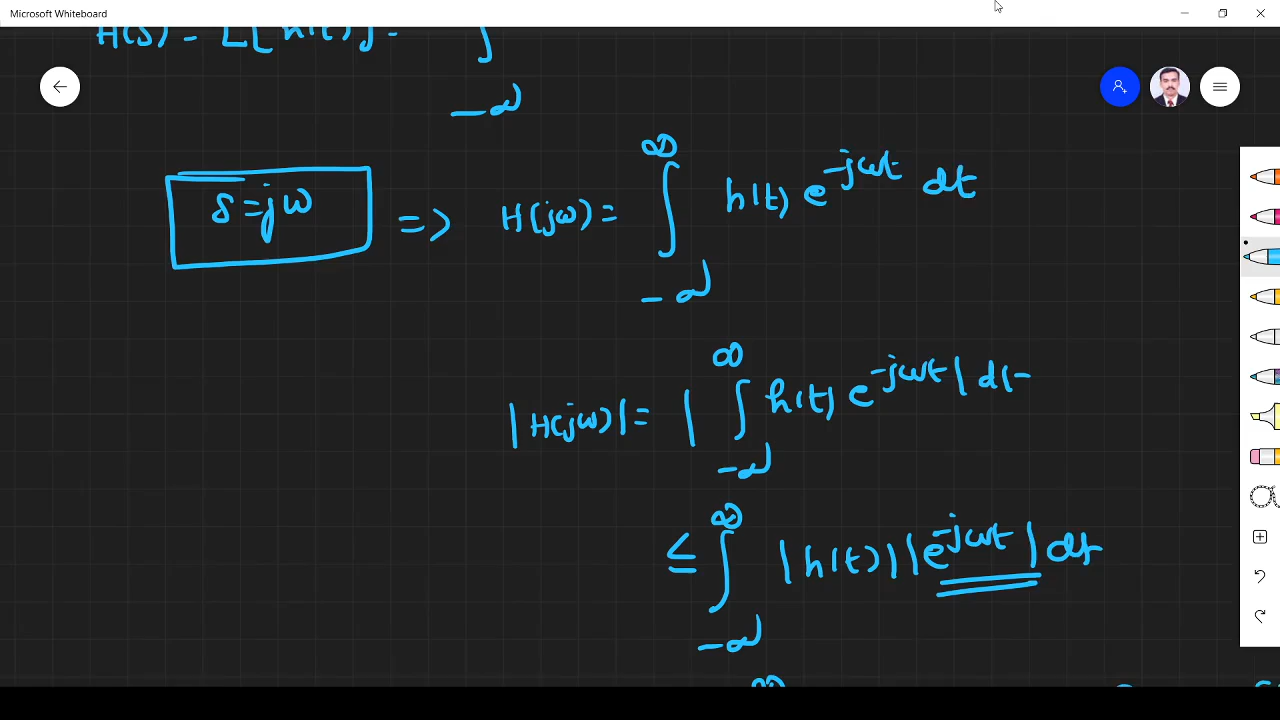 Microsoft Whiteboard
H(s) = L[h(t)] = ∫
-∞
∞
s=jω => H(jω) = ∫ h(t) e^-jωt dt
-∞
∞
|H(jω)| = | ∫ h(t) e^-jωt | dt
-∞
∞
≤ ∫ |h(t)| |e^-jωt| dt
-∞
∞